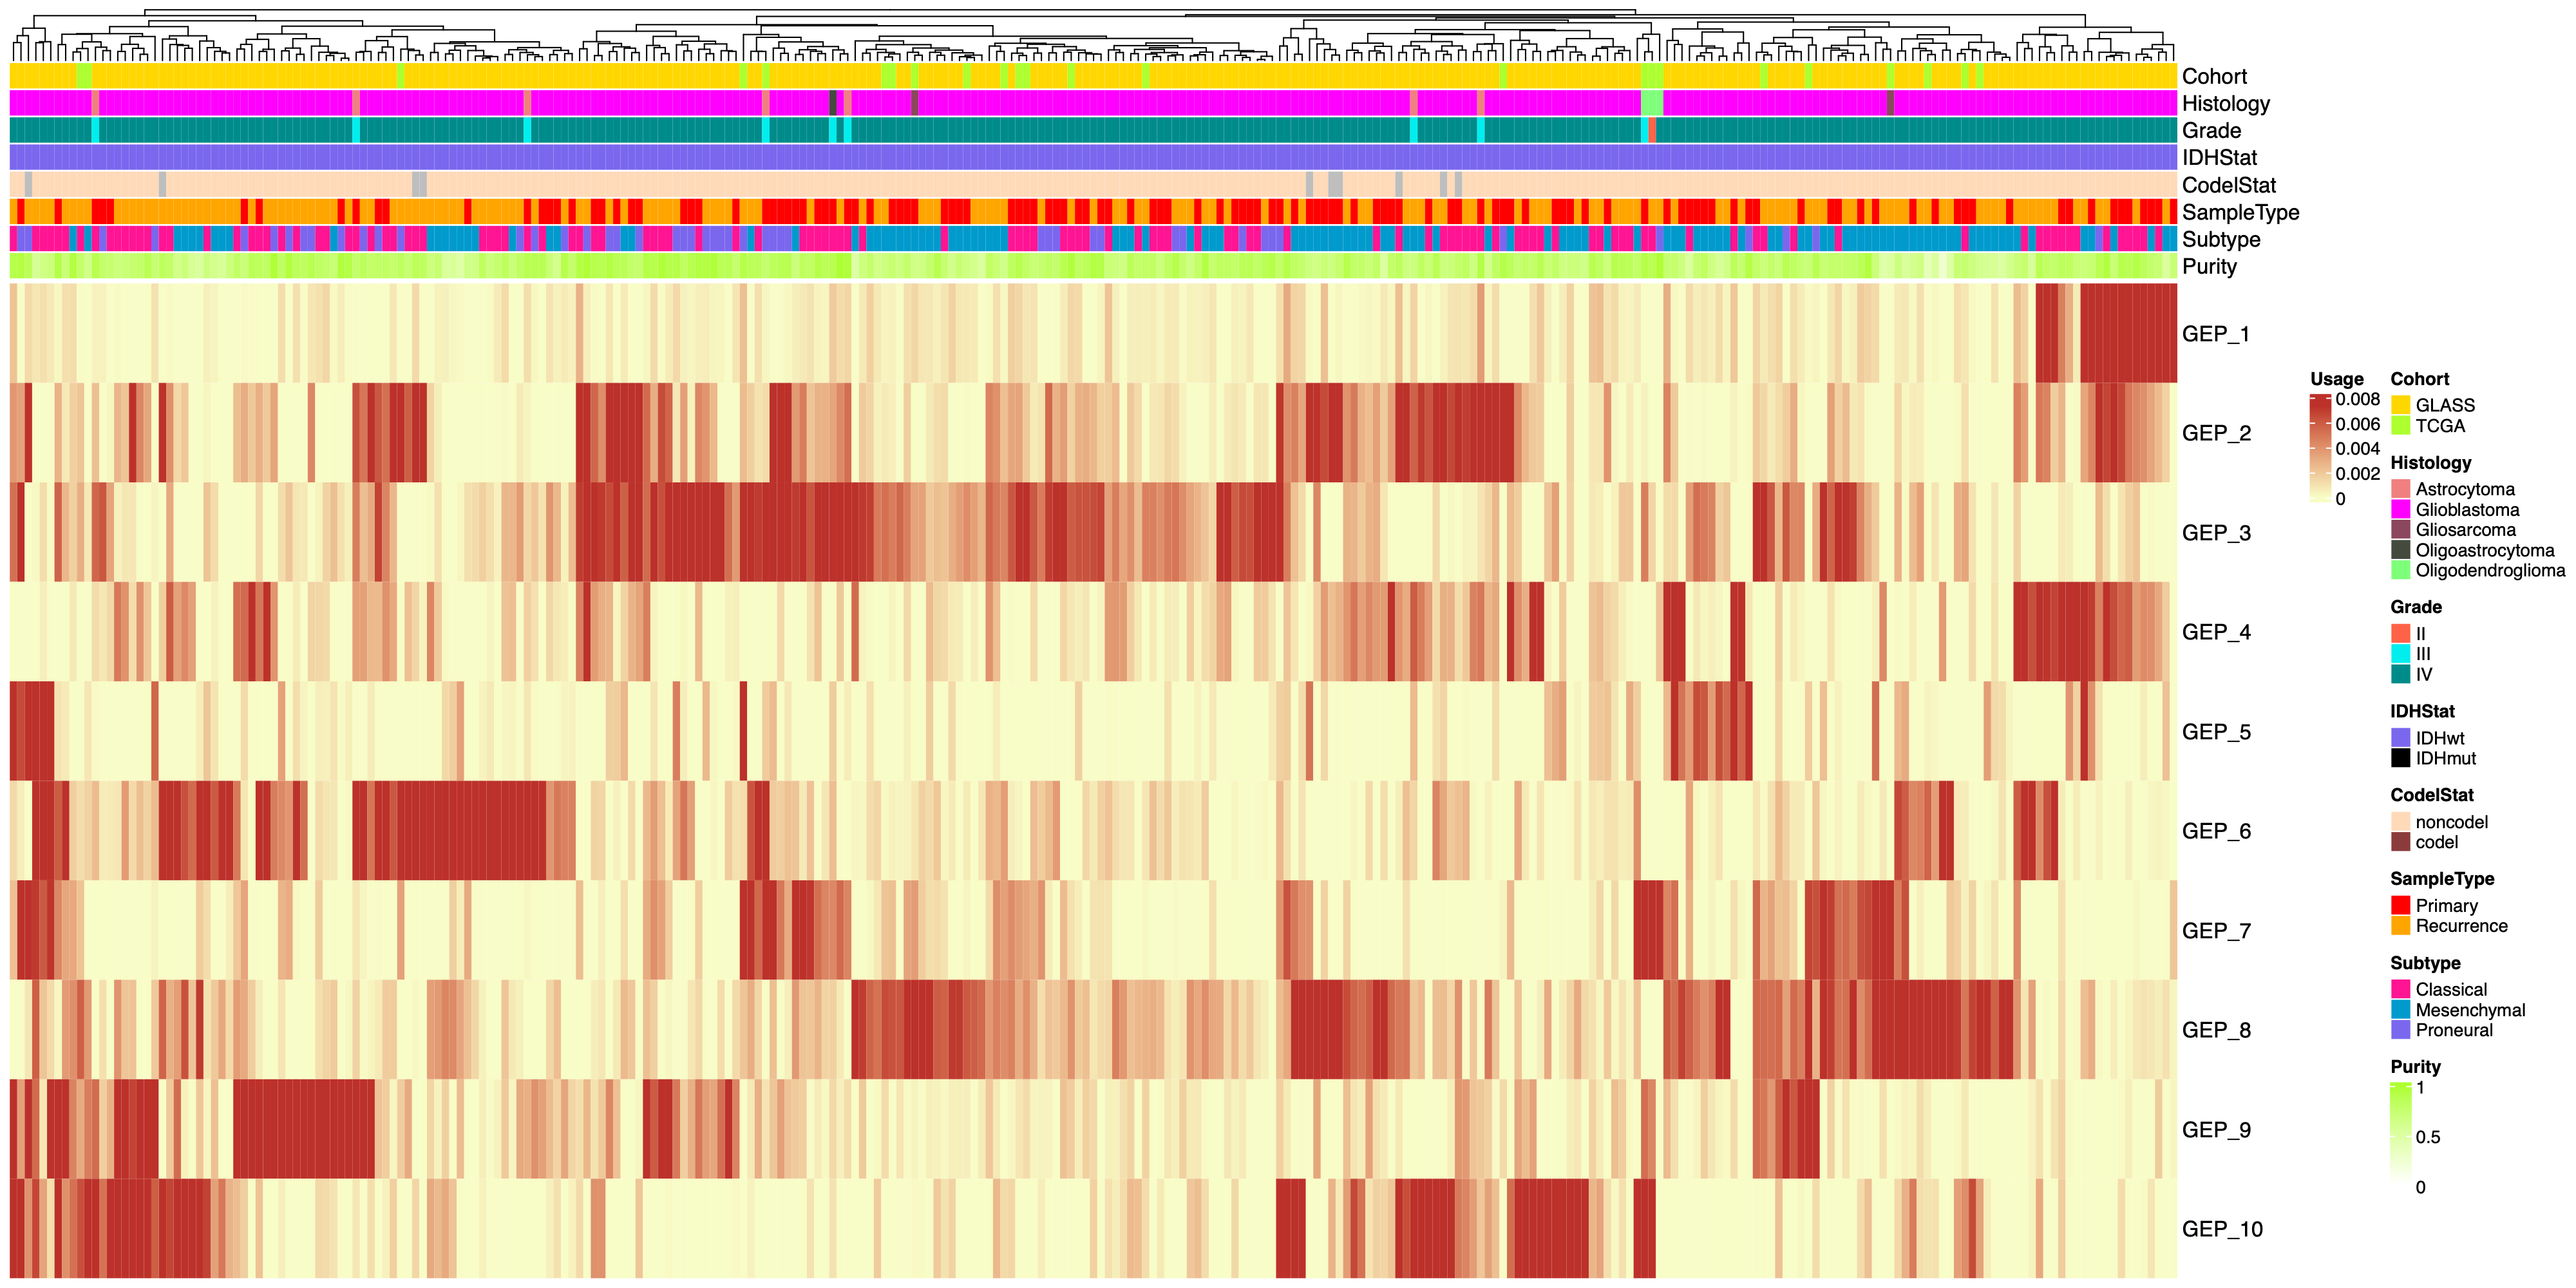 Cohort
Histology
Grade
IDHStat
CodelStat
SampleType
Subtype
Purity
GEP_1
GEP_2
GEP_3
GEP_4
GEP_5
GEP_6
GEP_7
GEP_8
GEP_9
GEP_10
Usage
0.008
0.006
0.004
0.002
0
Cohort
GLASS
TCGA
Histology
Astrocytoma
Glioblastoma
Gliosarcoma
Oligoastrocytoma
Oligodendroglioma
Grade
II
III
IV
IDHStat
IDHwt
IDHmut
CodelStat
noncodel
codel
SampleType
Primary
Recurrence
Subtype
Classical
Mesenchymal
Proneural
Purity
1
0.5
0